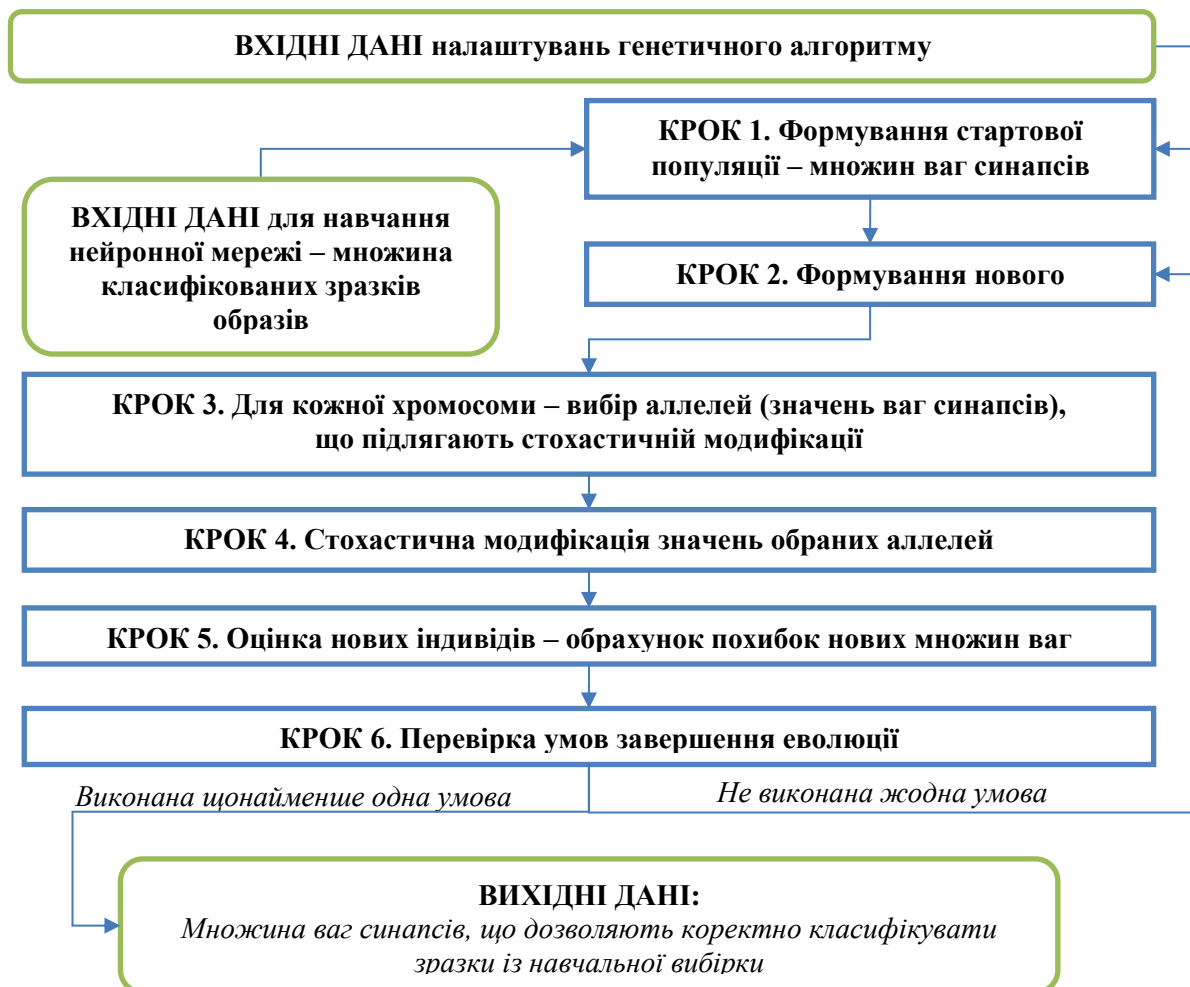 ВХІДНІ ДАНІ налаштувань генетичного алгоритму
КРОК 1. Формування стартової
популяції – множин ваг синапсів
ВХІДНІ ДАНІ для навчання
нейронної мережі – множина
класифікованих зразків
образів
КРОК 2. Формування нового
КРОК 3. Для кожної хромосоми – вибір аллелей (значень ваг синапсів),
що підлягають стохастичній модифікації
КРОК 4. Стохастична модифікація значень обраних аллелей
КРОК 5. Оцінка нових індивідів – обрахунок похибок нових множин ваг
КРОК 6. Перевірка умов завершення еволюції
Виконана щонайменше одна умова
Не виконана жодна умова
ВИХІДНІ ДАНІ:
Множина ваг синапсів, що дозволяють коректно класифікувати
зразки із навчальної вибірки